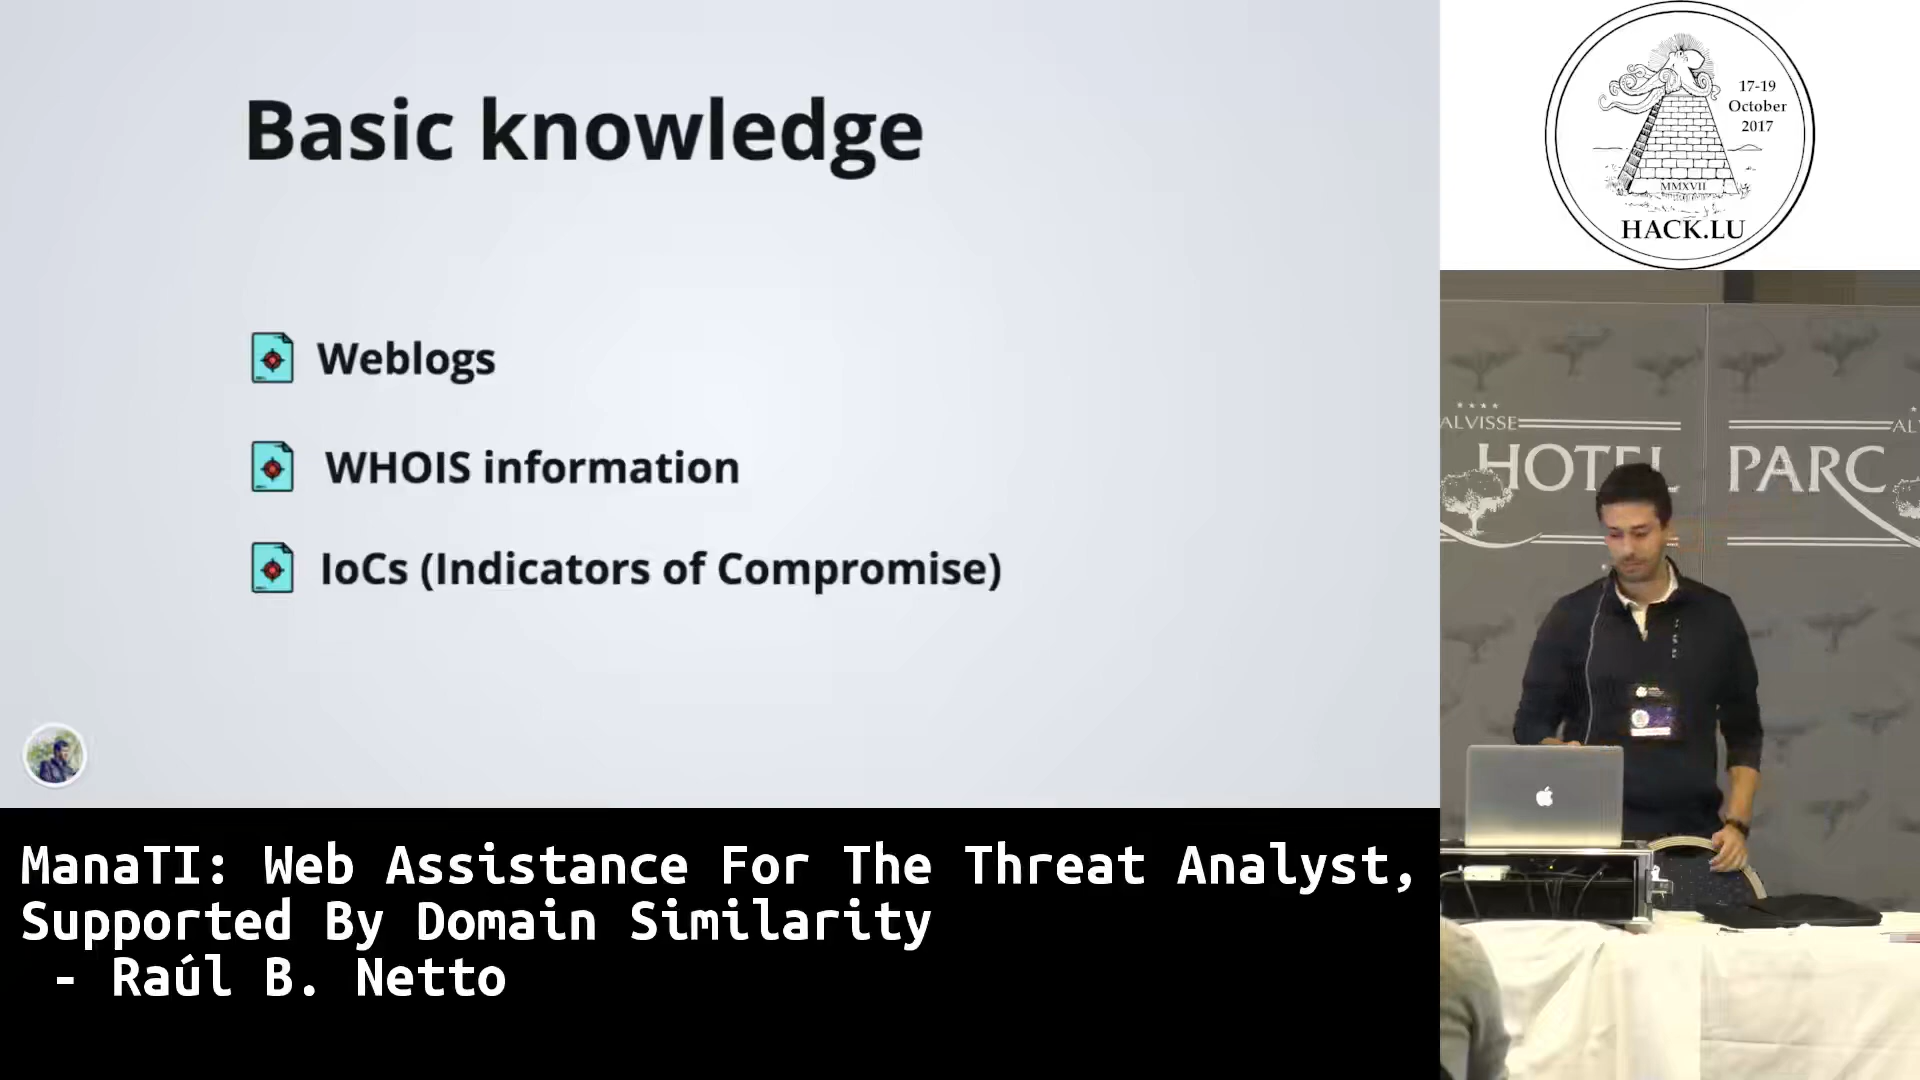 Basic knowledge
Weblogs
WHOIS information
IoCs (Indicators of Compromise)
17-19
October
2017
MMXVII
HACK.LU
ALVISSE
AL
HOTEL PARC
ManaTI: Web Assistance For The Threat Analyst,
Supported By Domain Similarity
- Raúl B. Netto